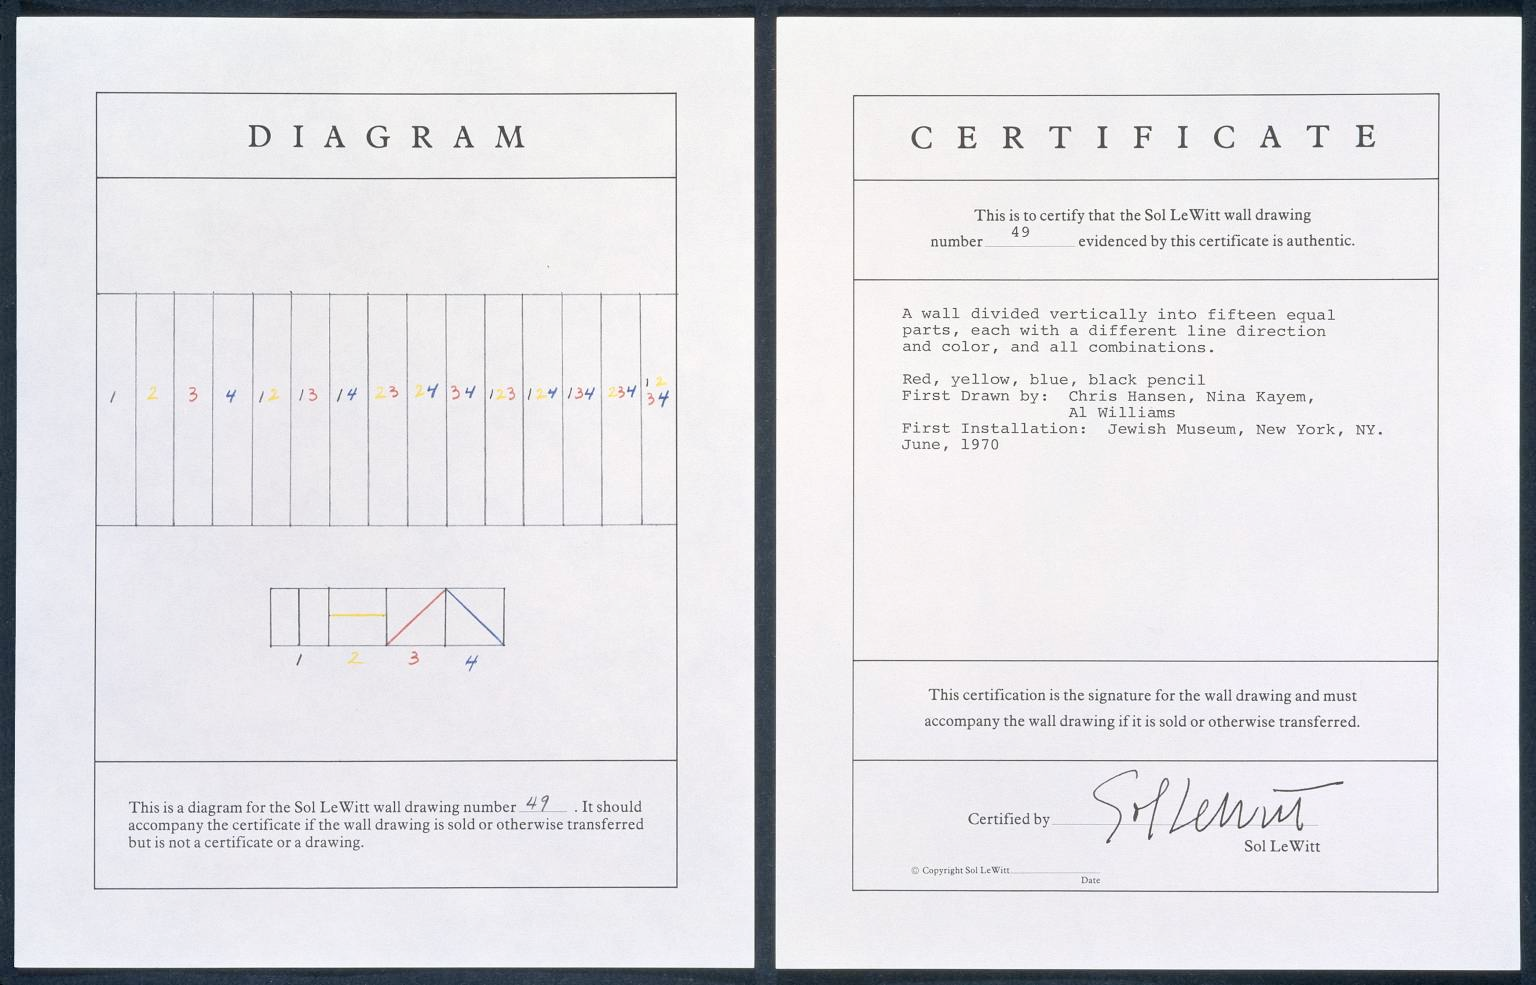 DIAGRAM
1 2 3 4 12 13 14 23 24 34 123 124 134 234 12
34
1 2 3 4
This is a diagram for the Sol LeWitt wall drawing number 49 . It should
accompany the certificate if the wall drawing is sold or otherwise transferred
but is not a certificate or a drawing.
CERTIFICATE
This is to certify that the Sol LeWitt wall drawing
number 49 evidenced by this certificate is authentic.
A wall divided vertically into fifteen equal
parts, each with a different line direction
and color, and all combinations.
Red, yellow, blue, black pencil
First Drawn by: Chris Hansen, Nina Kayem,
Al Williams
First Installation: Jewish Museum, New York, NY.
June, 1970
This certification is the signature for the wall drawing and must
accompany the wall drawing if it is sold or otherwise transferred.
Certified by Sol Lewitt
Sol LeWitt
© Copyright Sol LeWitt
Date